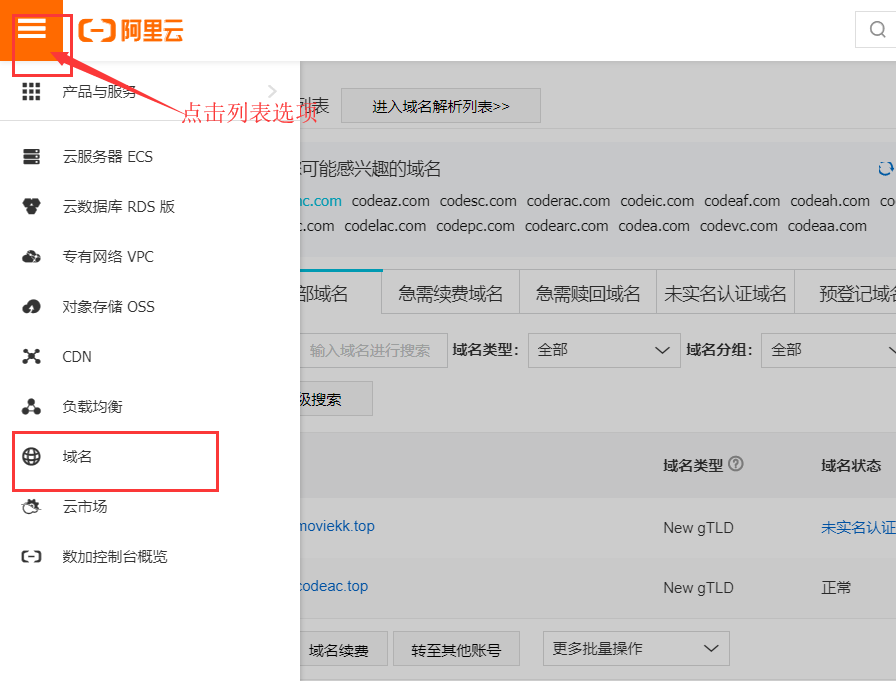 阿里云
产品与服务
点击列表选项
云服务器 ECS
云数据库 RDS 版
专有网络 VPC
对象存储 OSS
CDN
负载均衡
域名
云市场
数加控制台概览
列表 进入域名解析列表>>
可能感兴趣的域名
c.com codeaz.com codesc.com coderac.com codeic.com codeaf.com codeah.com co
c.com codelac.com codepc.com codearc.com codea.com codevc.com codeaa.com
部域名 急需续费域名 急需赎回域名 未实名认证域名 预登记域名
输入域名进行搜索 域名类型: 全部 域名分组: 全部
级搜索
域名类型 域名状态
moviekk.top New gTLD 未实名认证
codeac.top New gTLD 正常
域名续费 转至其他账号 更多批量操作